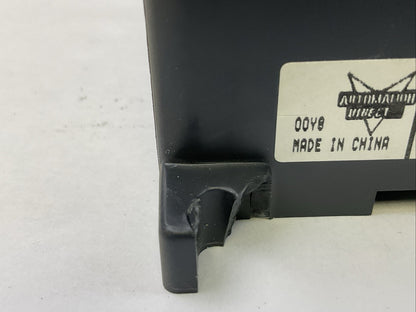 AUTOMATION
DIRECT
00Y8
MADE IN CHINA